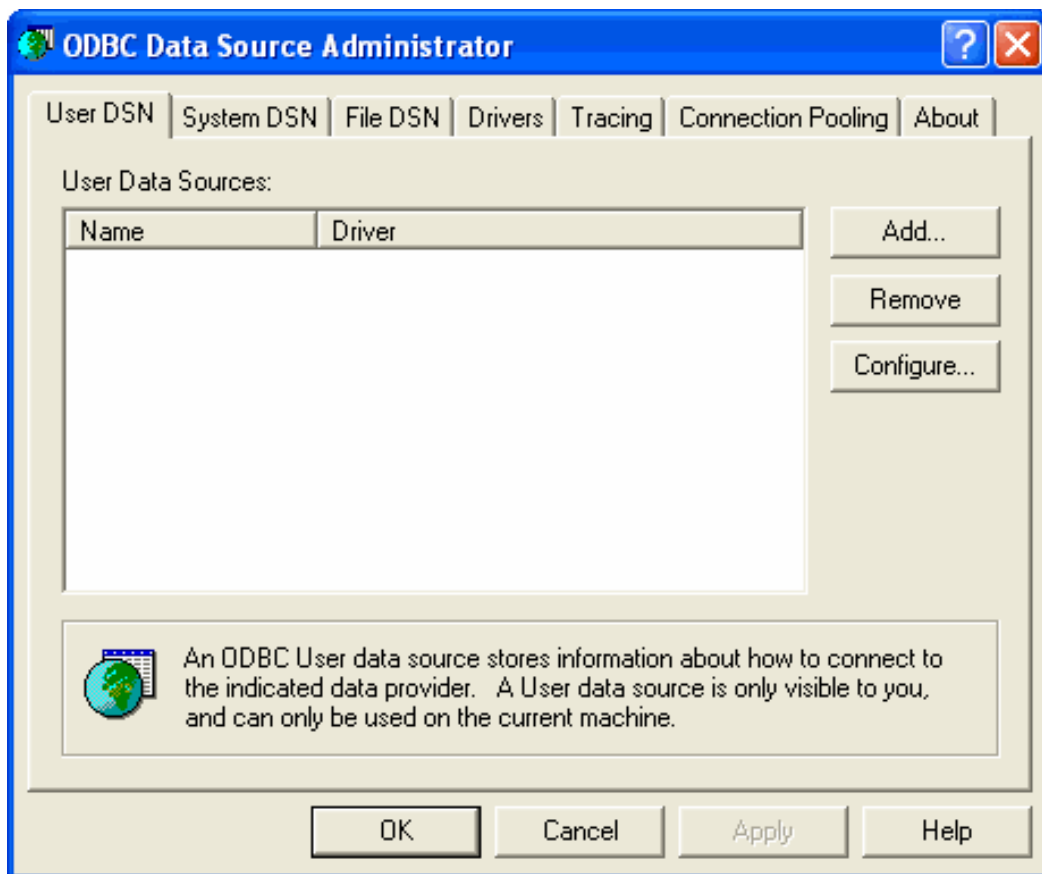 ODBC Data Source Administrator
User DSN System DSN File DSN Drivers Tracing Connection Pooling About
User Data Sources:
Name Driver
Add...
Remove
Configure...
An ODBC User data source stores information about how to connect to
the indicated data provider. A User data source is only visible to you,
and can only be used on the current machine.
OK Cancel Apply Help